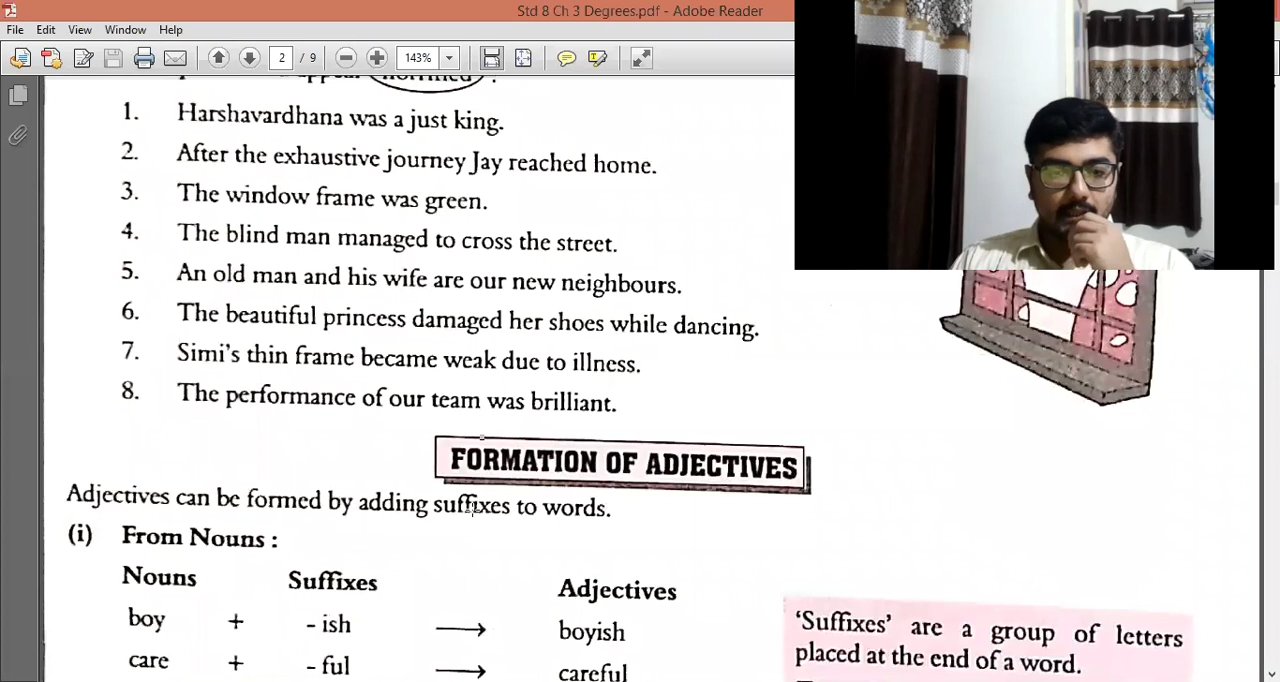 Std 8 Ch 3 Degrees.pdf - Adobe Reader
File Edit View Window Help
2 / 9 143%
1. Harshavardhana was a just king.
2. After the exhaustive journey Jay reached home.
3. The window frame was green.
4. The blind man managed to cross the street.
5. An old man and his wife are our new neighbours.
6. The beautiful princess damaged her shoes while dancing.
7. Simi's thin frame became weak due to illness.
8. The performance of our team was brilliant.
FORMATION OF ADJECTIVES
Adjectives can be formed by adding suffixes to words.
(i) From Nouns :
Nouns Suffixes Adjectives
boy + - ish ⟶ boyish
care + - ful ⟶ careful
'Suffixes' are a group of letters
placed at the end of a word.